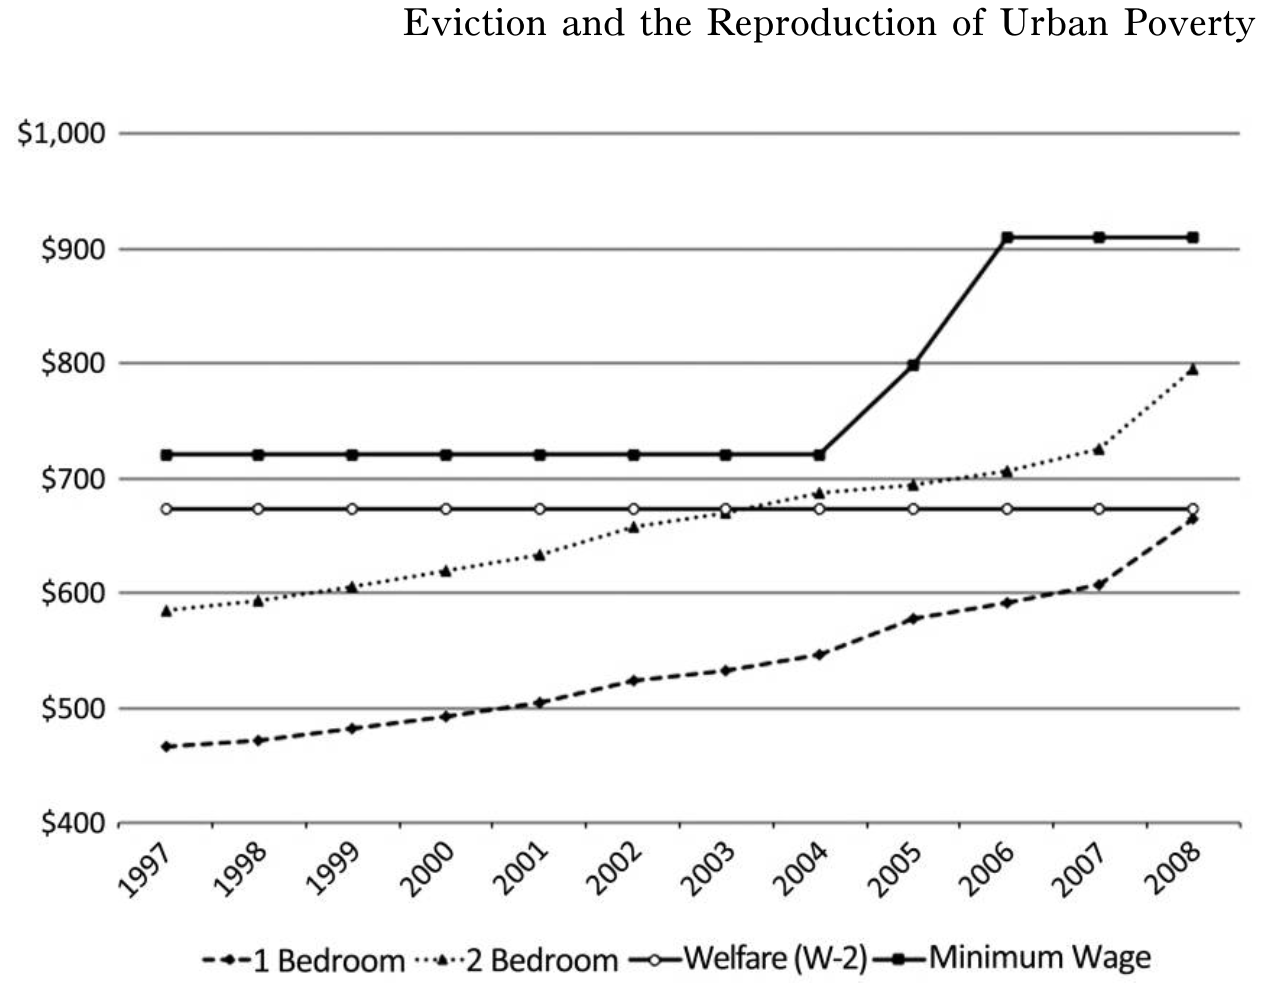 Eviction and the Reproduction of Urban Poverty
$1,000
$900
$800
$700
$600
$500
$400
1997 1998 1999 2000 2001 2002 2003 2004 2005 2006 2007 2008
1 Bedroom 2 Bedroom Welfare (W-2) Minimum Wage